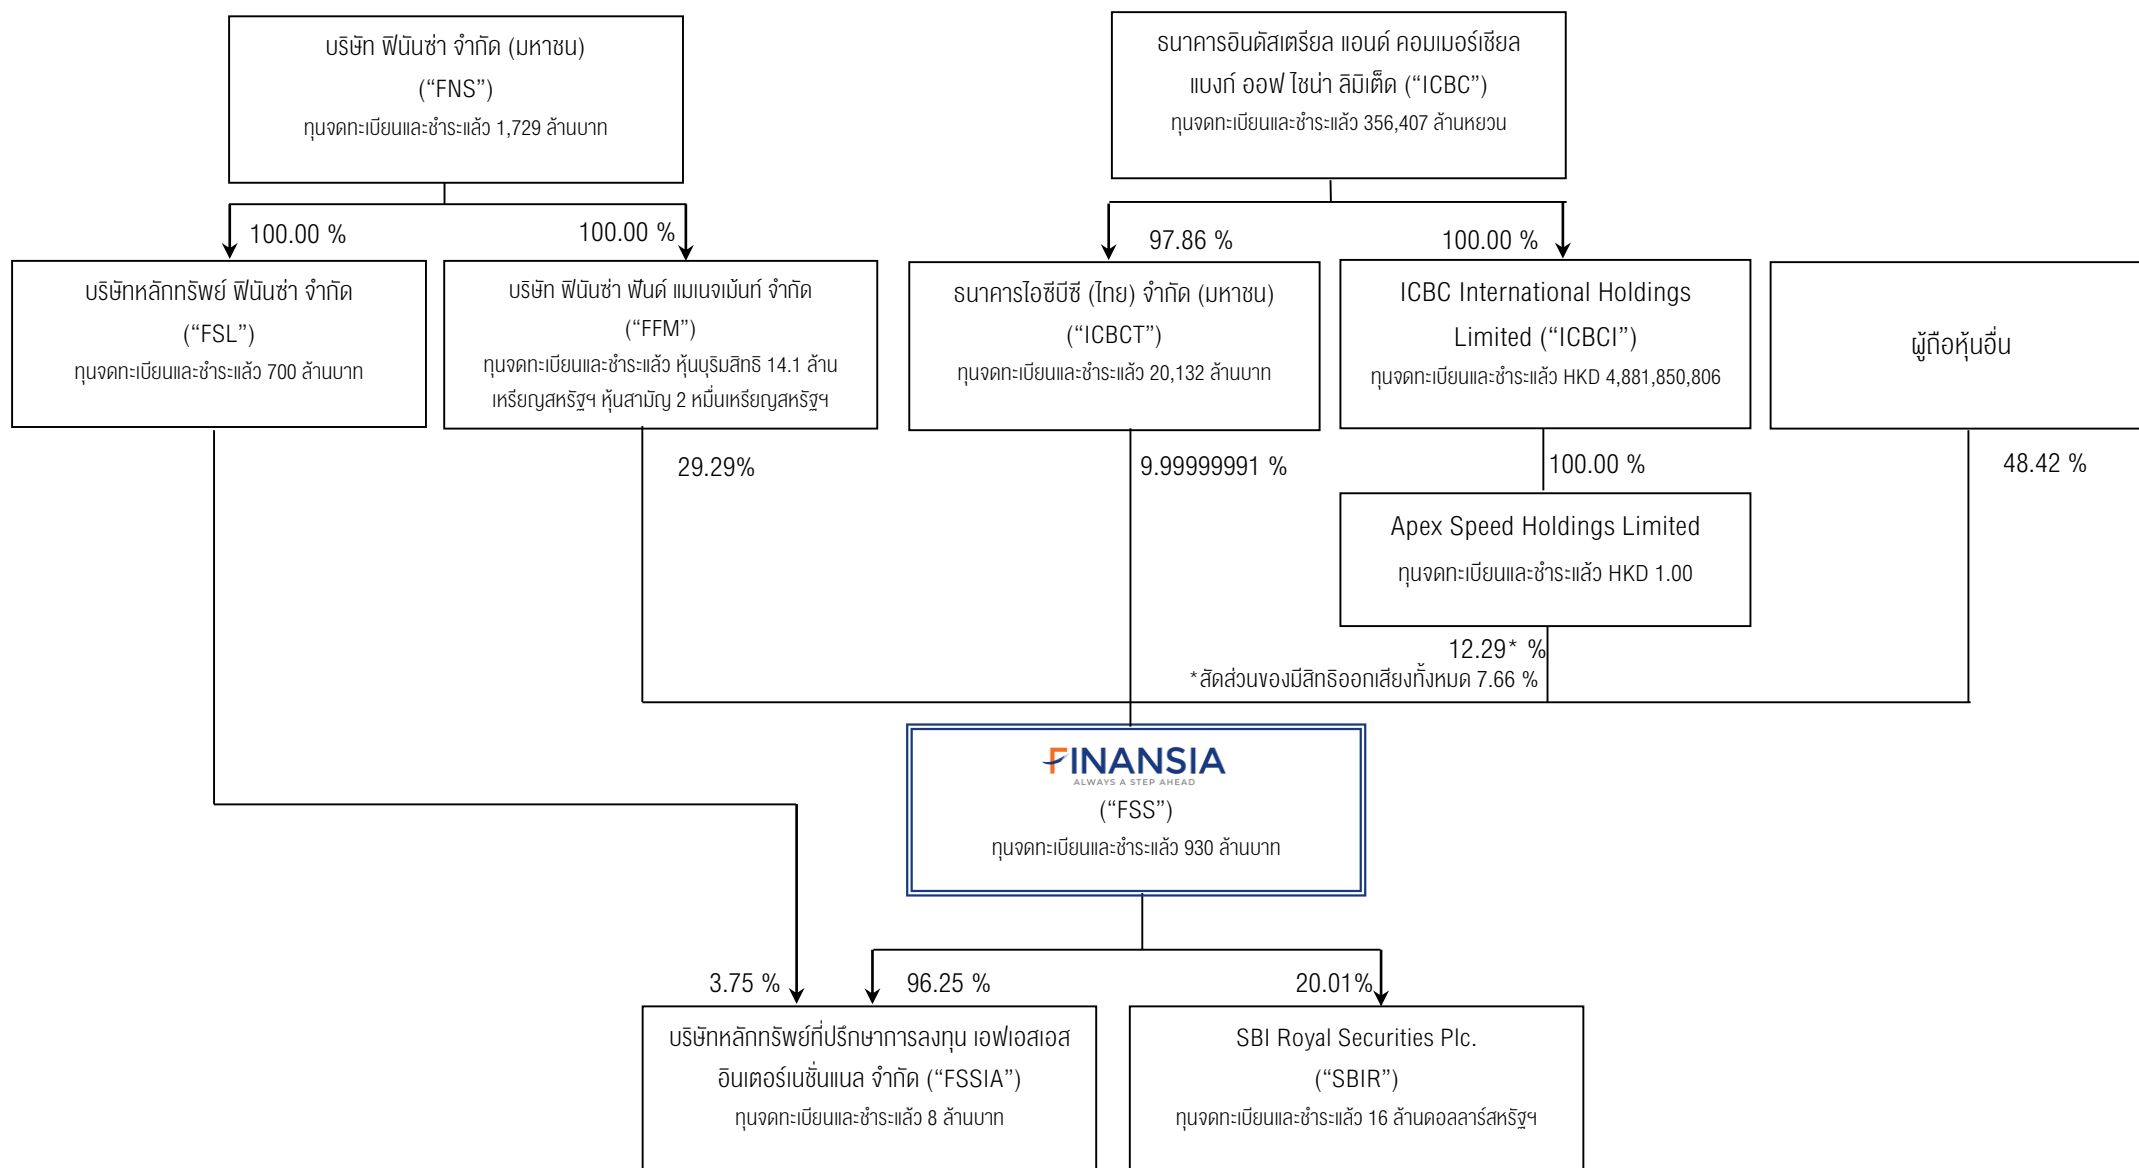 บริษัท ฟินันซ่า จำกัด (มหาชน)
(“FNS”)
ทุนจดทะเบียนและชำระแล้ว 1,729 ล้านบาท
ธนาคารอินดัสเตรียล แอนด์ คอมเมอร์เชียล
แบงก์ ออฟ ไชน่า ลิมิเต็ด (“ICBC”)
ทุนจดทะเบียนและชำระแล้ว 356,407 ล้านหยวน
100.00 %
100.00 %
97.86 %
100.00 %
บริษัทหลักทรัพย์ ฟินันซ่า จำกัด
(“FSL”)
ทุนจดทะเบียนและชำระแล้ว 700 ล้านบาท
บริษัท ฟินันซ่า ฟันด์ แมเนจเม้นท์ จำกัด
(“FFM”)
ทุนจดทะเบียนและชำระแล้ว หุ้นบุริมสิทธิ 14.1 ล้าน
เหรียญสหรัฐฯ หุ้นสามัญ 2 หมื่นเหรียญสหรัฐฯ
ธนาคารไอซีบีซี (ไทย) จำกัด (มหาชน)
(“ICBCT”)
ทุนจดทะเบียนและชำระแล้ว 20,132 ล้านบาท
ICBC International Holdings
Limited (“ICBCI”)
ทุนจดทะเบียนและชำระแล้ว HKD 4,881,850,806
ผู้ถือหุ้นอื่น
29.29%
9.99999991 %
100.00 %
48.42 %
Apex Speed Holdings Limited
ทุนจดทะเบียนและชำระแล้ว HKD 1.00
12.29* %
*สัดส่วนของมีสิทธิออกเสียงทั้งหมด 7.66 %
FINANSIA
ALWAYS A STEP AHEAD
(“FSS”)
ทุนจดทะเบียนและชำระแล้ว 930 ล้านบาท
3.75 %
96.25 %
20.01%
บริษัทหลักทรัพย์ที่ปรึกษาการลงทุน เอฟเอสเอส
อินเตอร์เนชั่นแนล จำกัด (“FSSIA”)
ทุนจดทะเบียนและชำระแล้ว 8 ล้านบาท
SBI Royal Securities Plc.
(“SBIR”)
ทุนจดทะเบียนและชำระแล้ว 16 ล้านดอลลาร์สหรัฐฯ